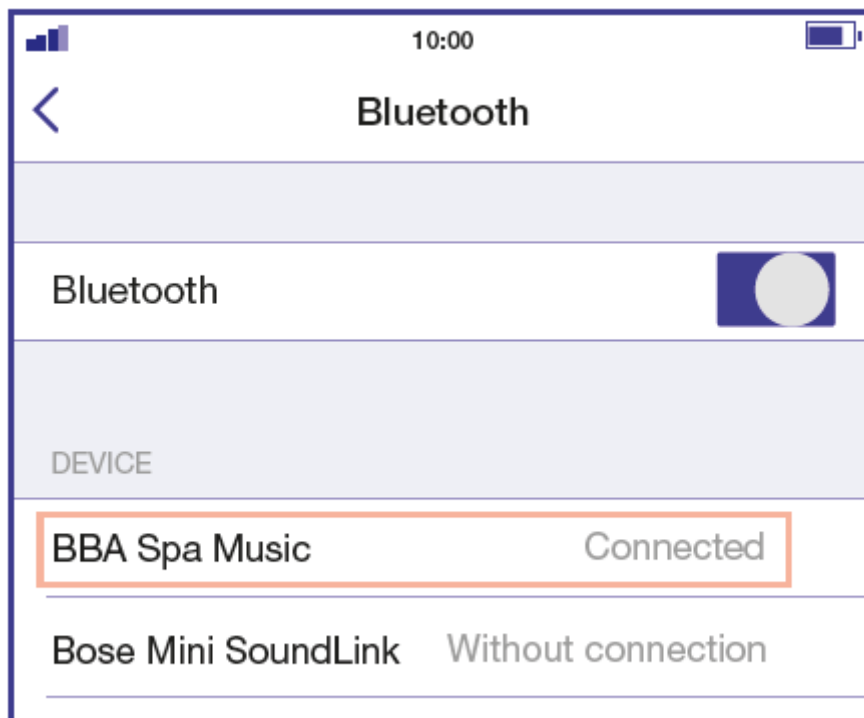 10:00
Bluetooth
Bluetooth
DEVICE
BBA Spa Music Connected
Bose Mini SoundLink Without connection